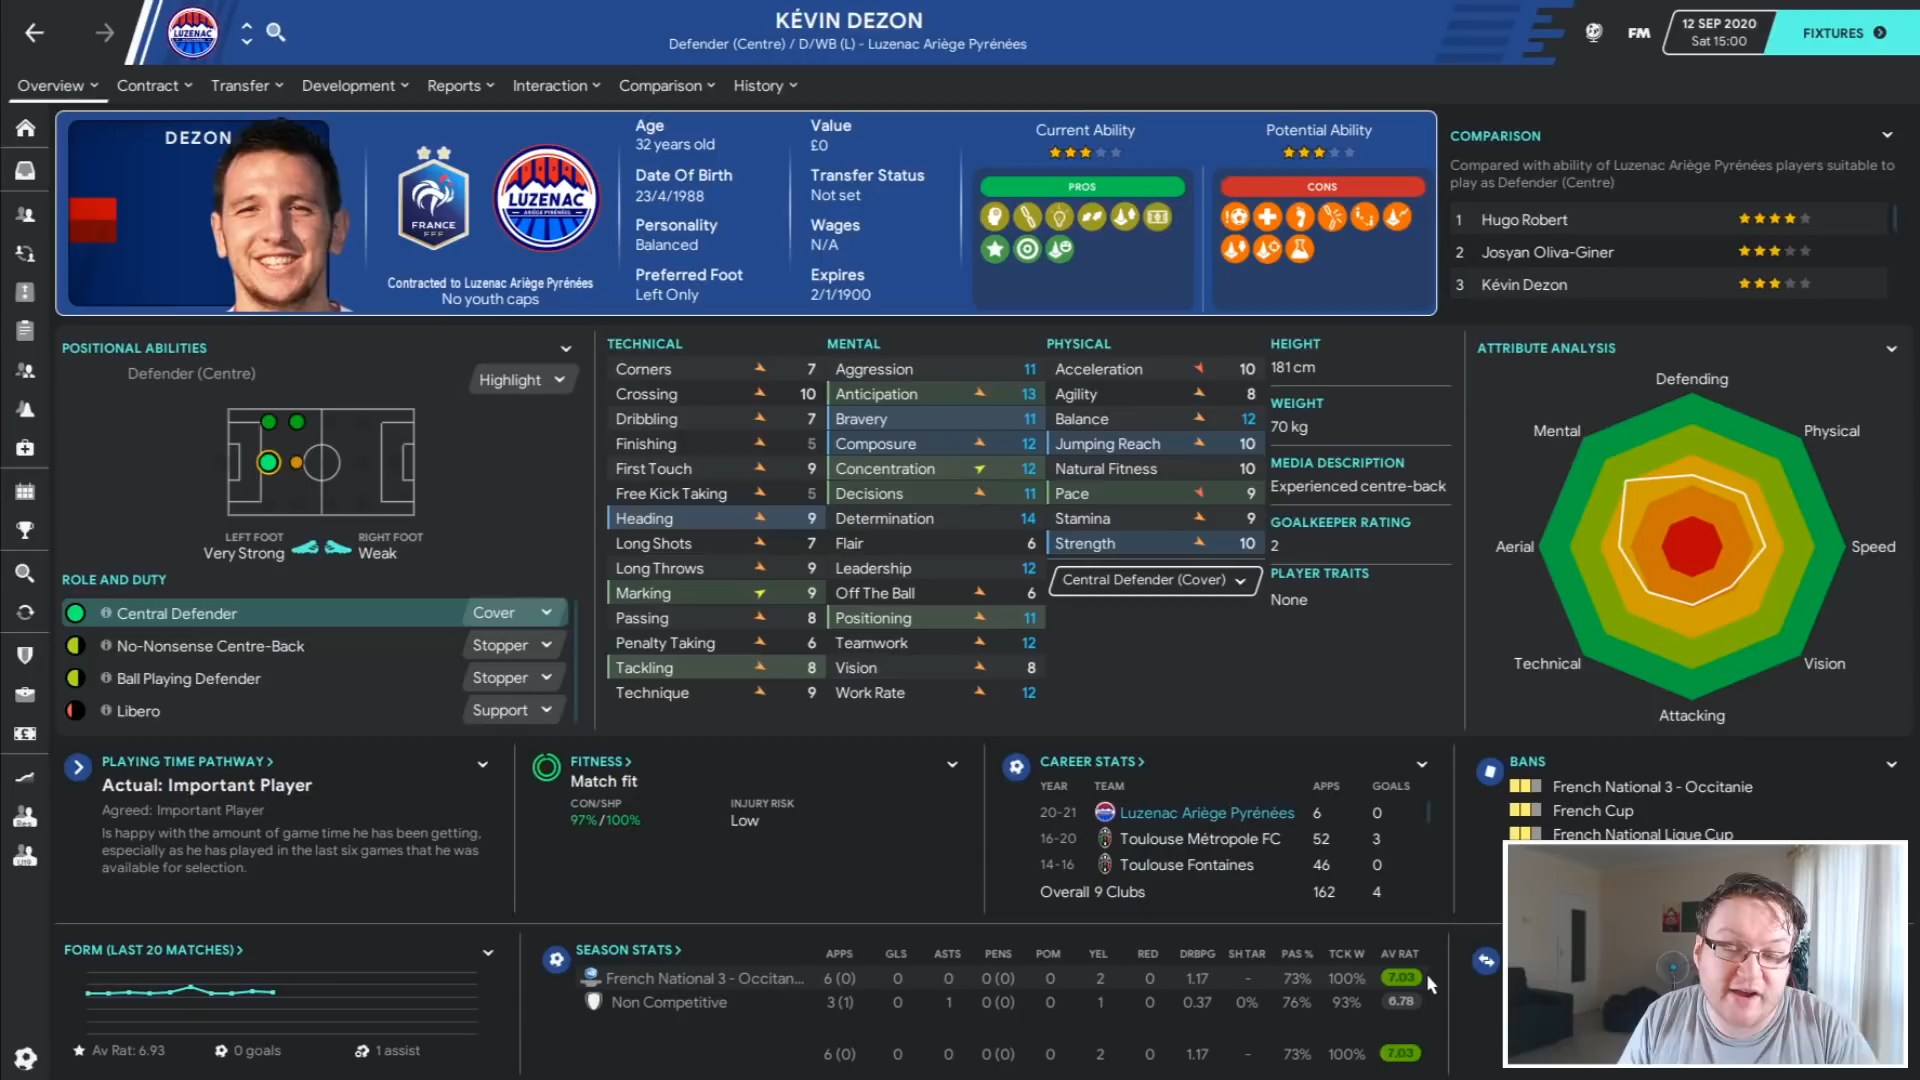 KÉVIN DEZON
Defender (Centre) / D/WB (L) - Luzenac Ariège Pyrénées
LUZENAC
FM
12 SEP 2020
Sat 15:00
FIXTURES
Overview
Contract
Transfer
Development
Reports
Interaction
Comparison
History
DEZON
FRANCE
FFF
LUZENAC
ARIÈGE PYRÉNÉES
Contracted to Luzenac Ariège Pyrénées
No youth caps
Age
32 years old
Date Of Birth
23/4/1988
Personality
Balanced
Preferred Foot
Left Only
Value
£0
Transfer Status
Not set
Wages
N/A
Expires
2/1/1900
Current Ability
PROS
Potential Ability
CONS
COMPARISON
Compared with ability of Luzenac Ariège Pyrénées players suitable to
play as Defender (Centre)
1 Hugo Robert
2 Josyan Oliva-Giner
3 Kévin Dezon
POSITIONAL ABILITIES
Defender (Centre)
Highlight
LEFT FOOT
Very Strong
RIGHT FOOT
Weak
ROLE AND DUTY
Central Defender Cover
No-Nonsense Centre-Back Stopper
Ball Playing Defender Stopper
Libero Support
TECHNICAL
Corners 7
Crossing 10
Dribbling 7
Finishing 5
First Touch 9
Free Kick Taking 5
Heading 9
Long Shots 7
Long Throws 9
Marking 9
Passing 8
Penalty Taking 6
Tackling 8
Technique 9
MENTAL
Aggression 11
Anticipation 13
Bravery 11
Composure 12
Concentration 12
Decisions 11
Determination 14
Flair 6
Leadership 12
Off The Ball 6
Positioning 11
Teamwork 12
Vision 8
Work Rate 12
PHYSICAL
Acceleration 10
Agility 8
Balance 12
Jumping Reach 10
Natural Fitness 10
Pace 9
Stamina 9
Strength 10
Central Defender (Cover)
HEIGHT
181 cm
WEIGHT
70 kg
MEDIA DESCRIPTION
Experienced centre-back
GOALKEEPER RATING
2
PLAYER TRAITS
None
ATTRIBUTE ANALYSIS
Defending
Mental
Physical
Aerial
Speed
Technical
Vision
Attacking
PLAYING TIME PATHWAY >
Actual: Important Player
Agreed: Important Player
Is happy with the amount of game time he has been getting,
especially as he has played in the last six games that he was
available for selection.
FITNESS >
Match fit
CON/SHP
97% / 100%
INJURY RISK
Low
CAREER STATS >
YEAR TEAM APPS GOALS
20-21 Luzenac Ariège Pyrénées 6 0
16-20 Toulouse Métropole FC 52 3
14-16 Toulouse Fontaines 46 0
Overall 9 Clubs 162 4
BANS
French National 3 - Occitanie
French Cup
French National Ligue Cup
FORM (LAST 20 MATCHES) >
Av Rat: 6.93
0 goals
1 assist
SEASON STATS > APPS GLS ASTS PENS POM YEL RED DRBPG SH TAR PAS % TCK W AV RAT
French National 3 - Occitan... 6 (0) 0 0 0 (0) 0 2 0 1.17 - 73% 100% 7.03
Non Competitive 3 (1) 0 1 0 (0) 0 1 0 0.37 0% 76% 93% 6.78
6 (0) 0 0 0 (0) 0 2 0 1.17 - 73% 100% 7.03
Res
U19